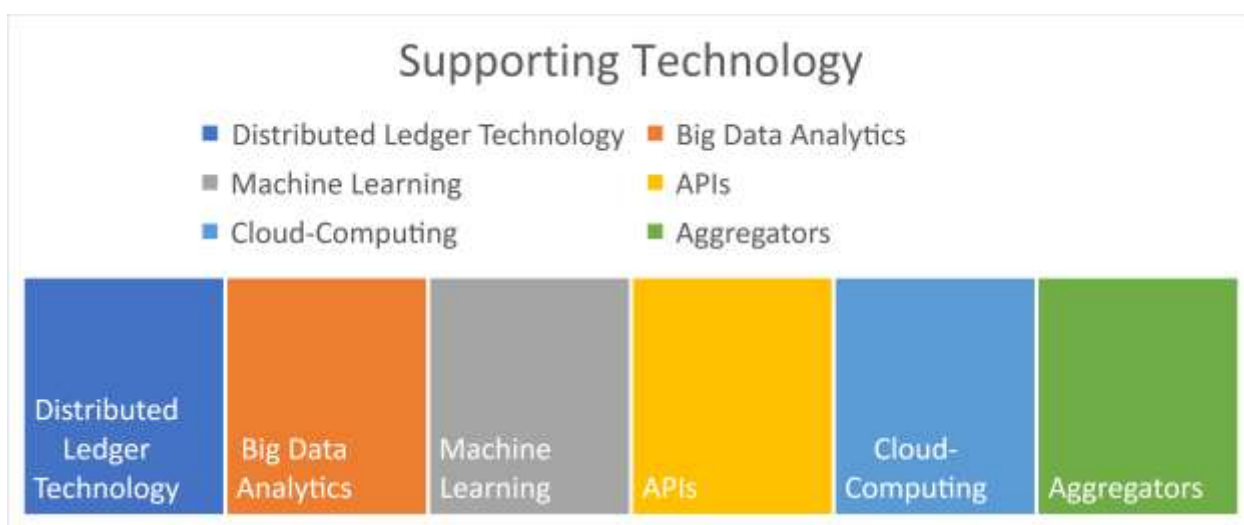 Supporting Technology
Distributed Ledger Technology
Big Data Analytics
Machine Learning
APIs
Cloud-Computing
Aggregators
Distributed
Ledger
Technology
Big Data
Analytics
Machine
Learning
APIs
Cloud-
Computing
Aggregators